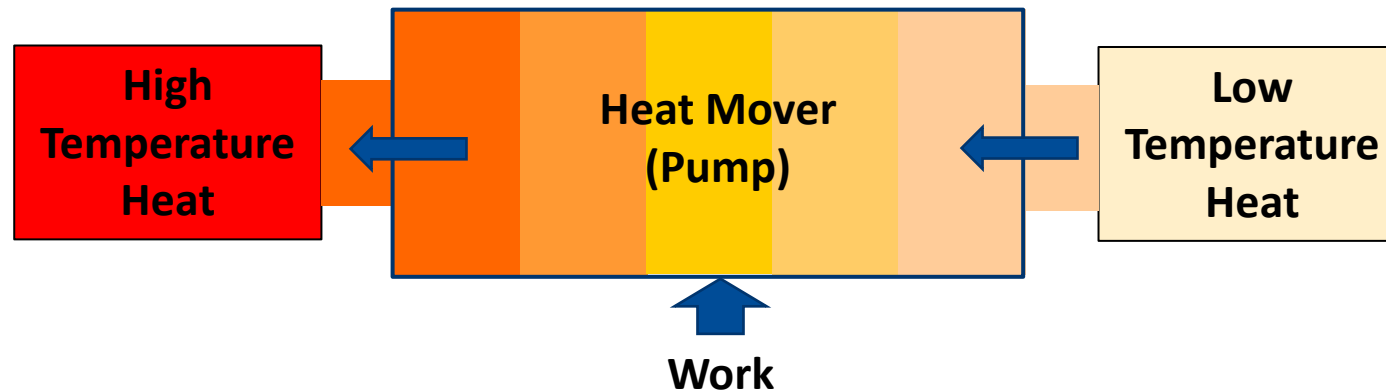 High
Temperature
Heat
Heat Mover
(Pump)
Low
Temperature
Heat
Work